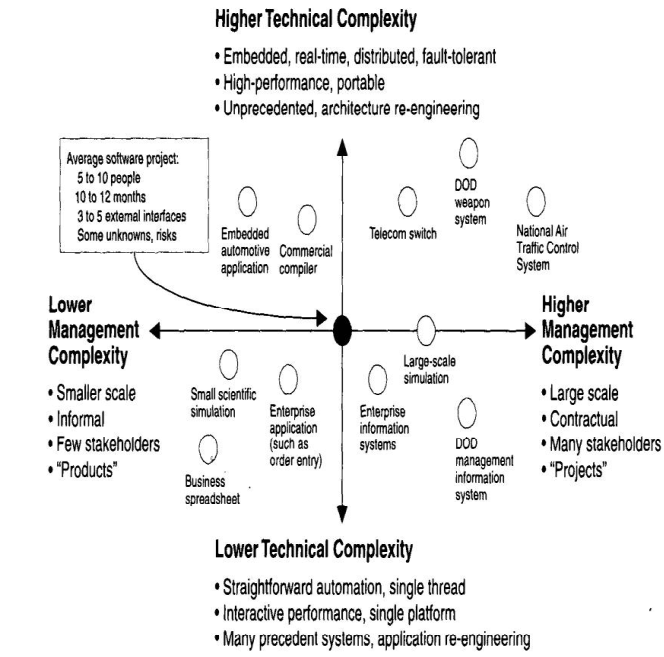 Higher Technical Complexity
• Embedded, real-time, distributed, fault-tolerant
• High-performance, portable
• Unprecedented, architecture re-engineering
Average software project:
5 to 10 people
10 to 12 months
3 to 5 external interfaces
Some unknowns, risks
Embedded
automotive
application
Commercial
compiler
Telecom switch
DOD
weapon
system
National Air
Traffic Control
System
Lower
Management
Complexity
• Smaller scale
• Informal
• Few stakeholders
• “Products”
Higher
Management
Complexity
• Large scale
• Contractual
• Many stakeholders
• “Projects”
Large-scale
simulation
Small scientific
simulation
Enterprise
application
(such as
order entry)
Enterprise
information
systems
DOD
management
information
system
Business
spreadsheet
Lower Technical Complexity
• Straightforward automation, single thread
• Interactive performance, single platform
• Many precedent systems, application re-engineering